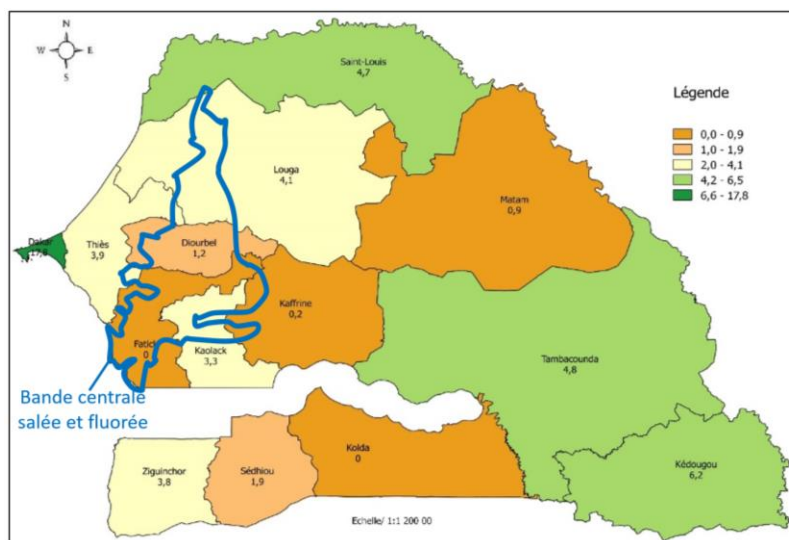 N
W E
S
Légende
0,0 - 0,9
1,0 - 1,9
2,0 - 4,1
4,2 - 6,5
6,6 - 17,8
Saint-Louis
4,7
Louga
4,1
Matam
0,9
Dakar
17,8
Thiès
3,9
Diourbel
1,2
Kaffrine
0,2
Fatick
0
Kaolack
3,3
Tambacounda
4,8
Bande centrale
salée et fluorée
Ziguinchor
3,8
Sédhiou
1,9
Kolda
0
Kédougou
6,2
Echelle/ 1:1 200 00